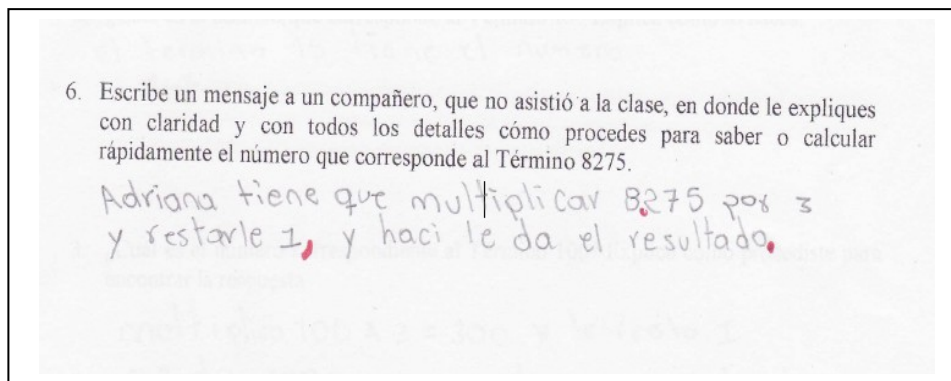 6. Escribe un mensaje a un compañero, que no asistió a la clase, en donde le expliques
con claridad y con todos los detalles cómo procedes para saber o calcular
rápidamente el número que corresponde al Término 8275.
Adriana tiene que multiplicar 8275 por 3
y restarle 1, y haci le da el resultado.